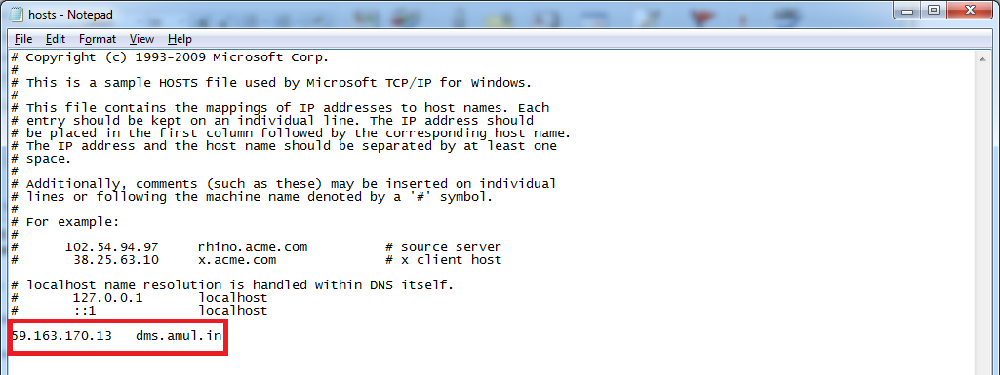 hosts - Notepad
File Edit Format View Help
# Copyright (c) 1993-2009 Microsoft Corp.
#
# This is a sample HOSTS file used by Microsoft TCP/IP for Windows.
#
# This file contains the mappings of IP addresses to host names. Each
# entry should be kept on an individual line. The IP address should
# be placed in the first column followed by the corresponding host name.
# The IP address and the host name should be separated by at least one
# space.
#
# Additionally, comments (such as these) may be inserted on individual
# lines or following the machine name denoted by a '#' symbol.
#
# For example:
#
#      102.54.94.97     rhino.acme.com          # source server
#       38.25.63.10     x.acme.com              # x client host

# localhost name resolution is handled within DNS itself.
#       127.0.0.1       localhost
#       ::1             localhost

59.163.170.13   dms.amul.in